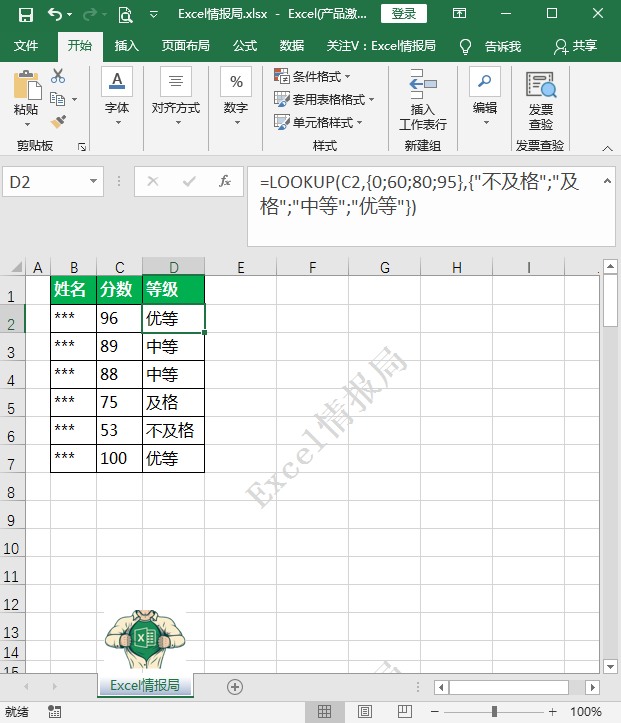 Excel情报局.xlsx - Excel(产品激... 登录
文件 开始 插入 页面布局 公式 数据 关注V：Excel情报局 告诉我 共享
粘贴 字体 对齐方式 % 数字 条件格式 套用表格格式 单元格样式 插入 工作表行 编辑 发票 查验
剪贴板 样式 新建组 发票查验
D2 fx =LOOKUP(C2,{0;60;80;95},{"不及格";"及
格";"中等";"优等"})
A B C D E F G H I
1 姓名 分数 等级
2 *** 96 优等
3 *** 89 中等
4 *** 88 中等
5 *** 75 及格
6 *** 53 不及格
7 *** 100 优等
Excel情报局
8
9
10
11
12
13
14
15
Excel情报局
就绪 100%